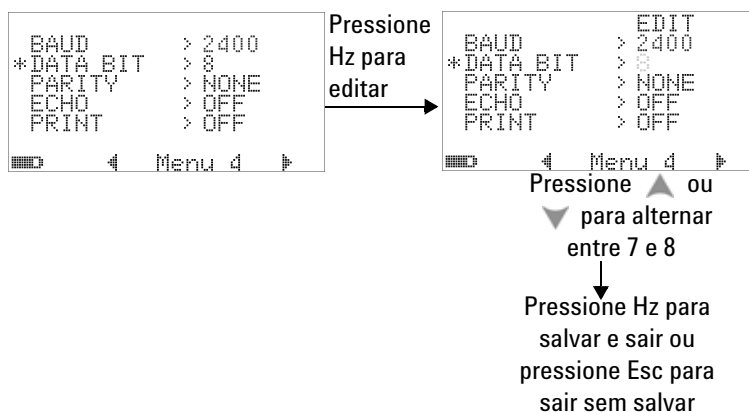 BAUD > 2400
*DATA BIT > 8
PARITY > NONE
ECHO > OFF
PRINT > OFF
Menu 4
Pressione
Hz para
editar
EDIT
BAUD > 2400
*DATA BIT > 8
PARITY > NONE
ECHO > OFF
PRINT > OFF
Menu 4
Pressione ou
para alternar
entre 7 e 8
Pressione Hz para
salvar e sair ou
pressione Esc para
sair sem salvar